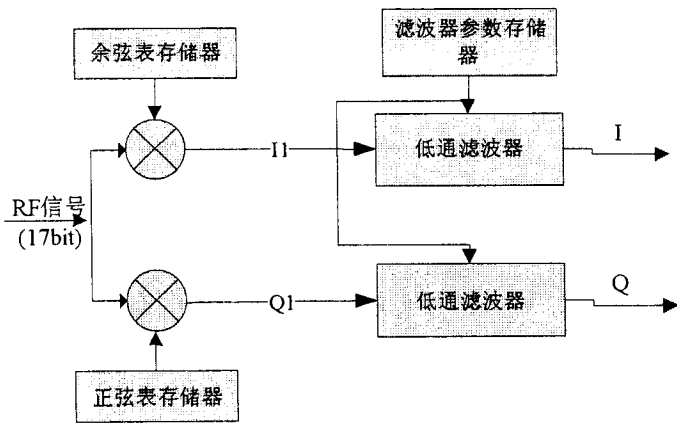 余弦表存储器
滤波器参数存储
器
I1
低通滤波器
I
RF信号
(17bit)
Q1
低通滤波器
Q
正弦表存储器